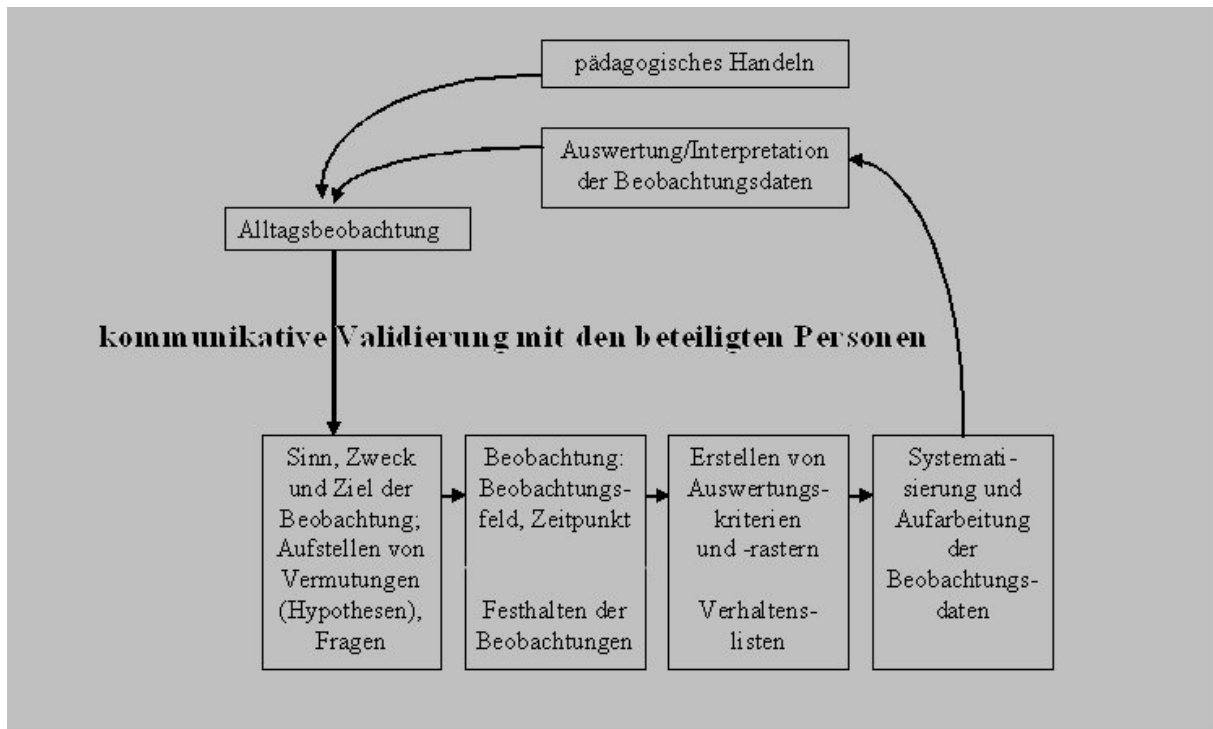 pädagogisches Handeln
Auswertung/Interpretation
der Beobachtungsdaten
Alltagsbeobachtung
kommunikative Validierung mit den beteiligten Personen
Sinn, Zweck
und Ziel der
Beobachtung;
Aufstellen von
Vermutungen
(Hypothesen),
Fragen
Beobachtung:
Beobachtungs-
feld, Zeitpunkt
Festhalten der
Beobachtungen
Erstellen von
Auswertungs-
kriterien
und -rastern
Verhaltens-
listen
Systemati-
sierung und
Aufarbeitung
der
Beobachtungs-
daten